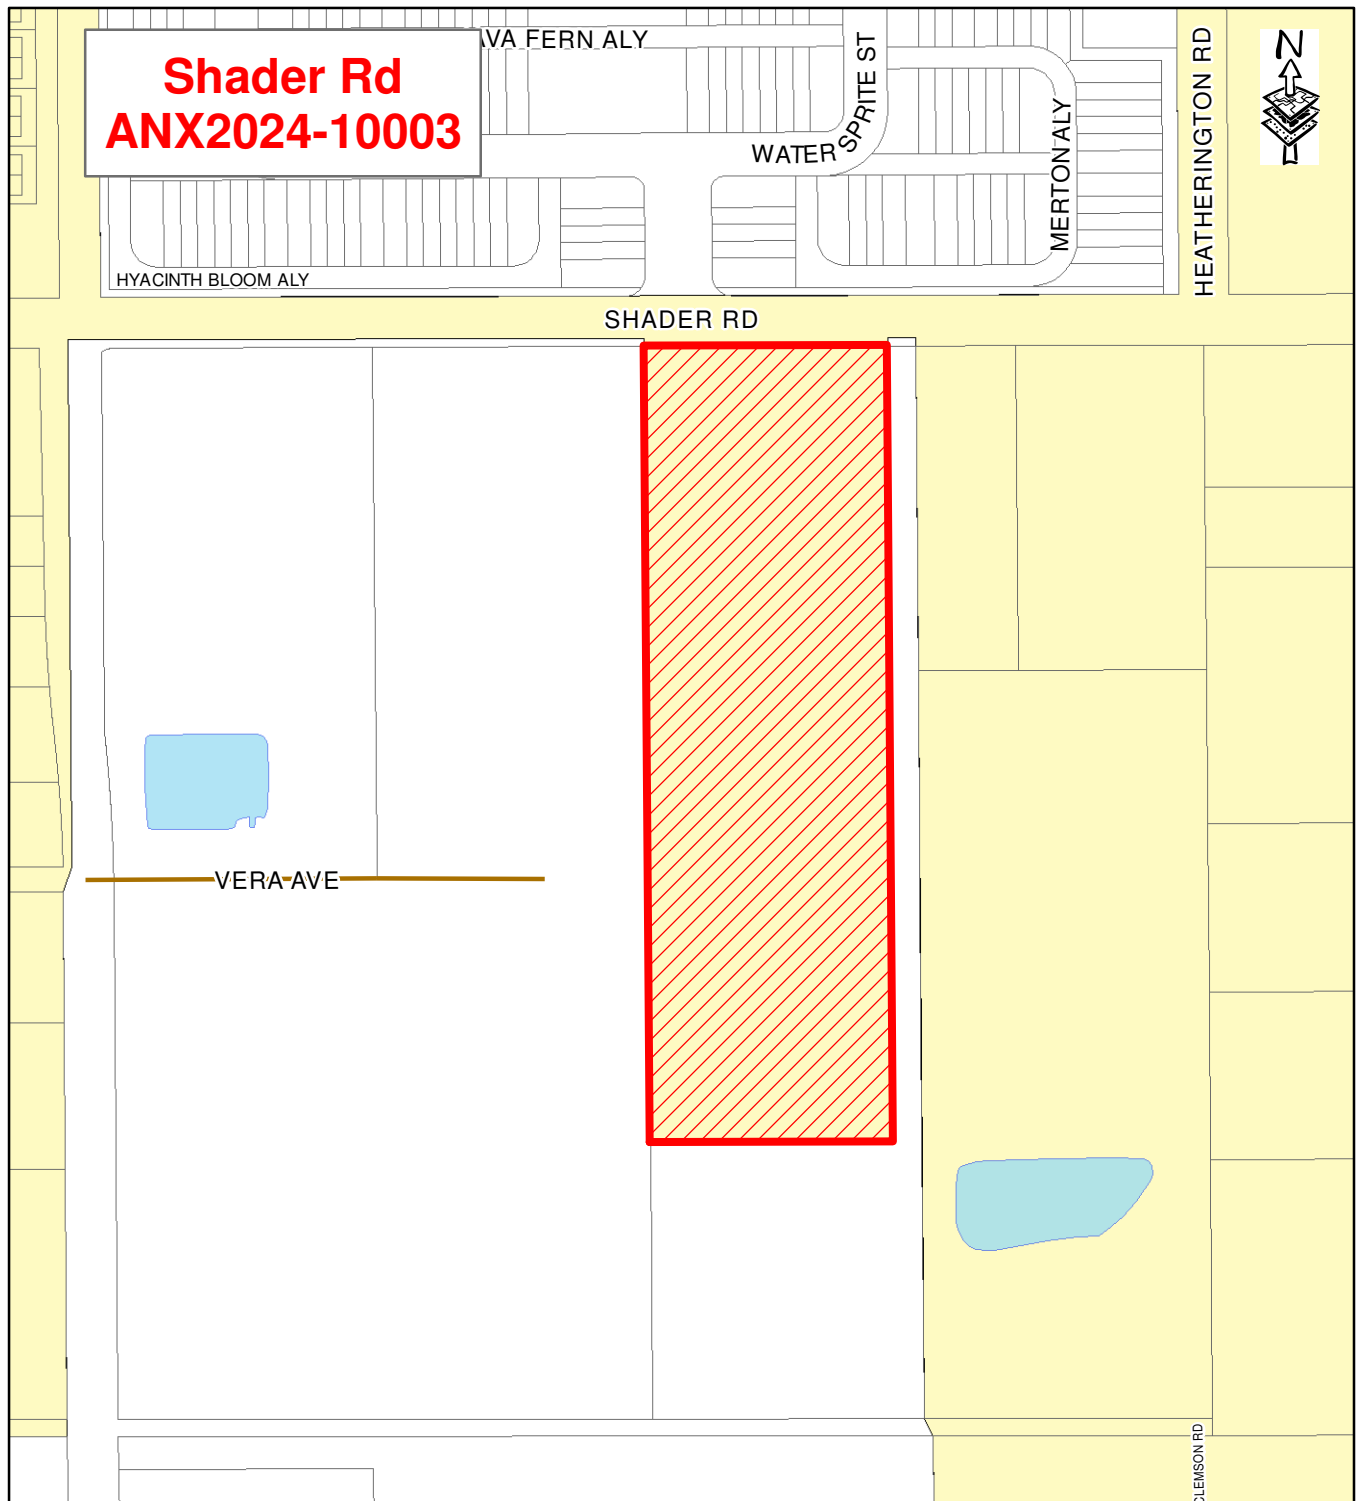 Shader Rd
ANX2024-10003
AVA FERN ALY
WATER SPRITE ST
MERTON ALY
HEATHERINGTON RD
N
HYACINTH BLOOM ALY
SHADER RD
VERA AVE
CLEMSON RD